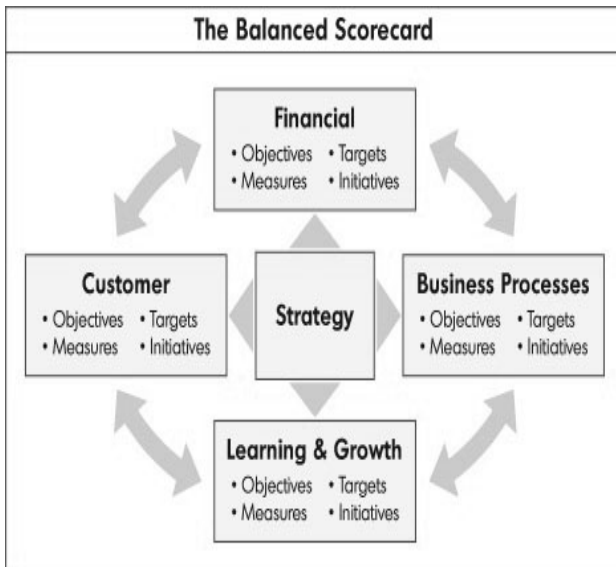 The Balanced Scorecard
Financial
• Objectives • Targets
• Measures • Initiatives
Customer
• Objectives • Targets
• Measures • Initiatives
Strategy
Business Processes
• Objectives • Targets
• Measures • Initiatives
Learning & Growth
• Objectives • Targets
• Measures • Initiatives